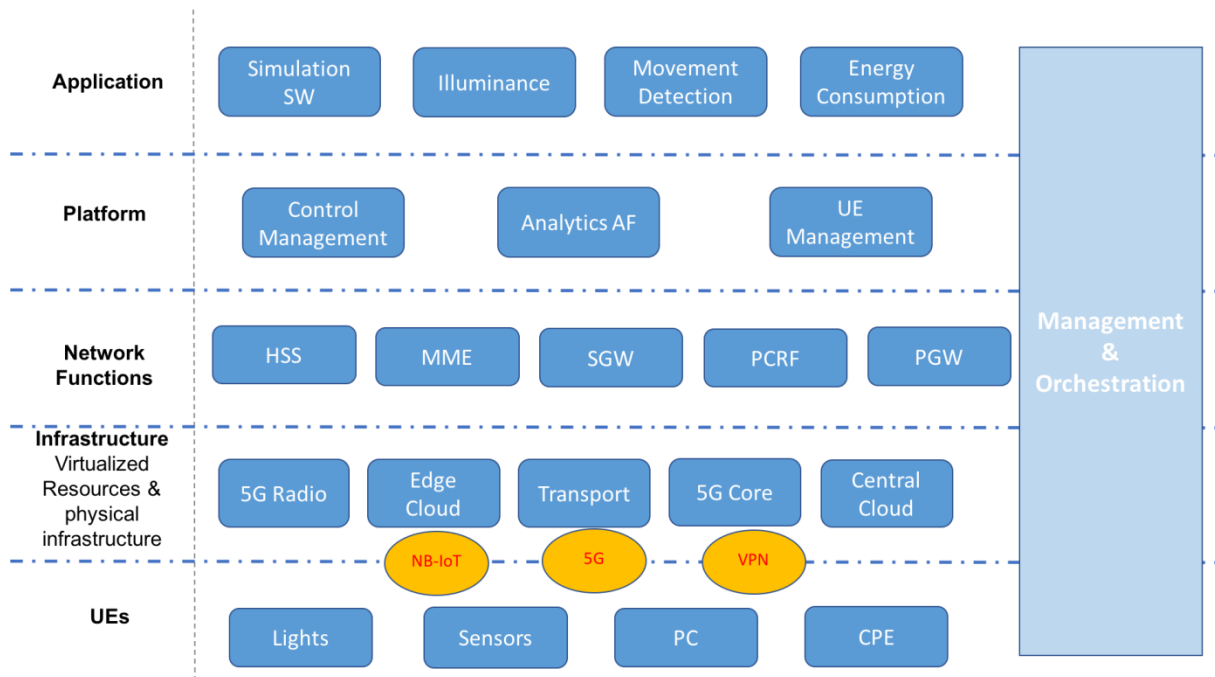 Application
Simulation
SW
Illuminance
Movement
Detection
Energy
Consumption
Platform
Control
Management
Analytics AF
UE
Management
Network
Functions
HSS
MME
SGW
PCRF
PGW
Management
&
Orchestration
Infrastructure
Virtualized
Resources &
physical
infrastructure
5G Radio
Edge
Cloud
Transport
5G Core
Central
Cloud
NB-IoT
5G
VPN
UEs
Lights
Sensors
PC
CPE